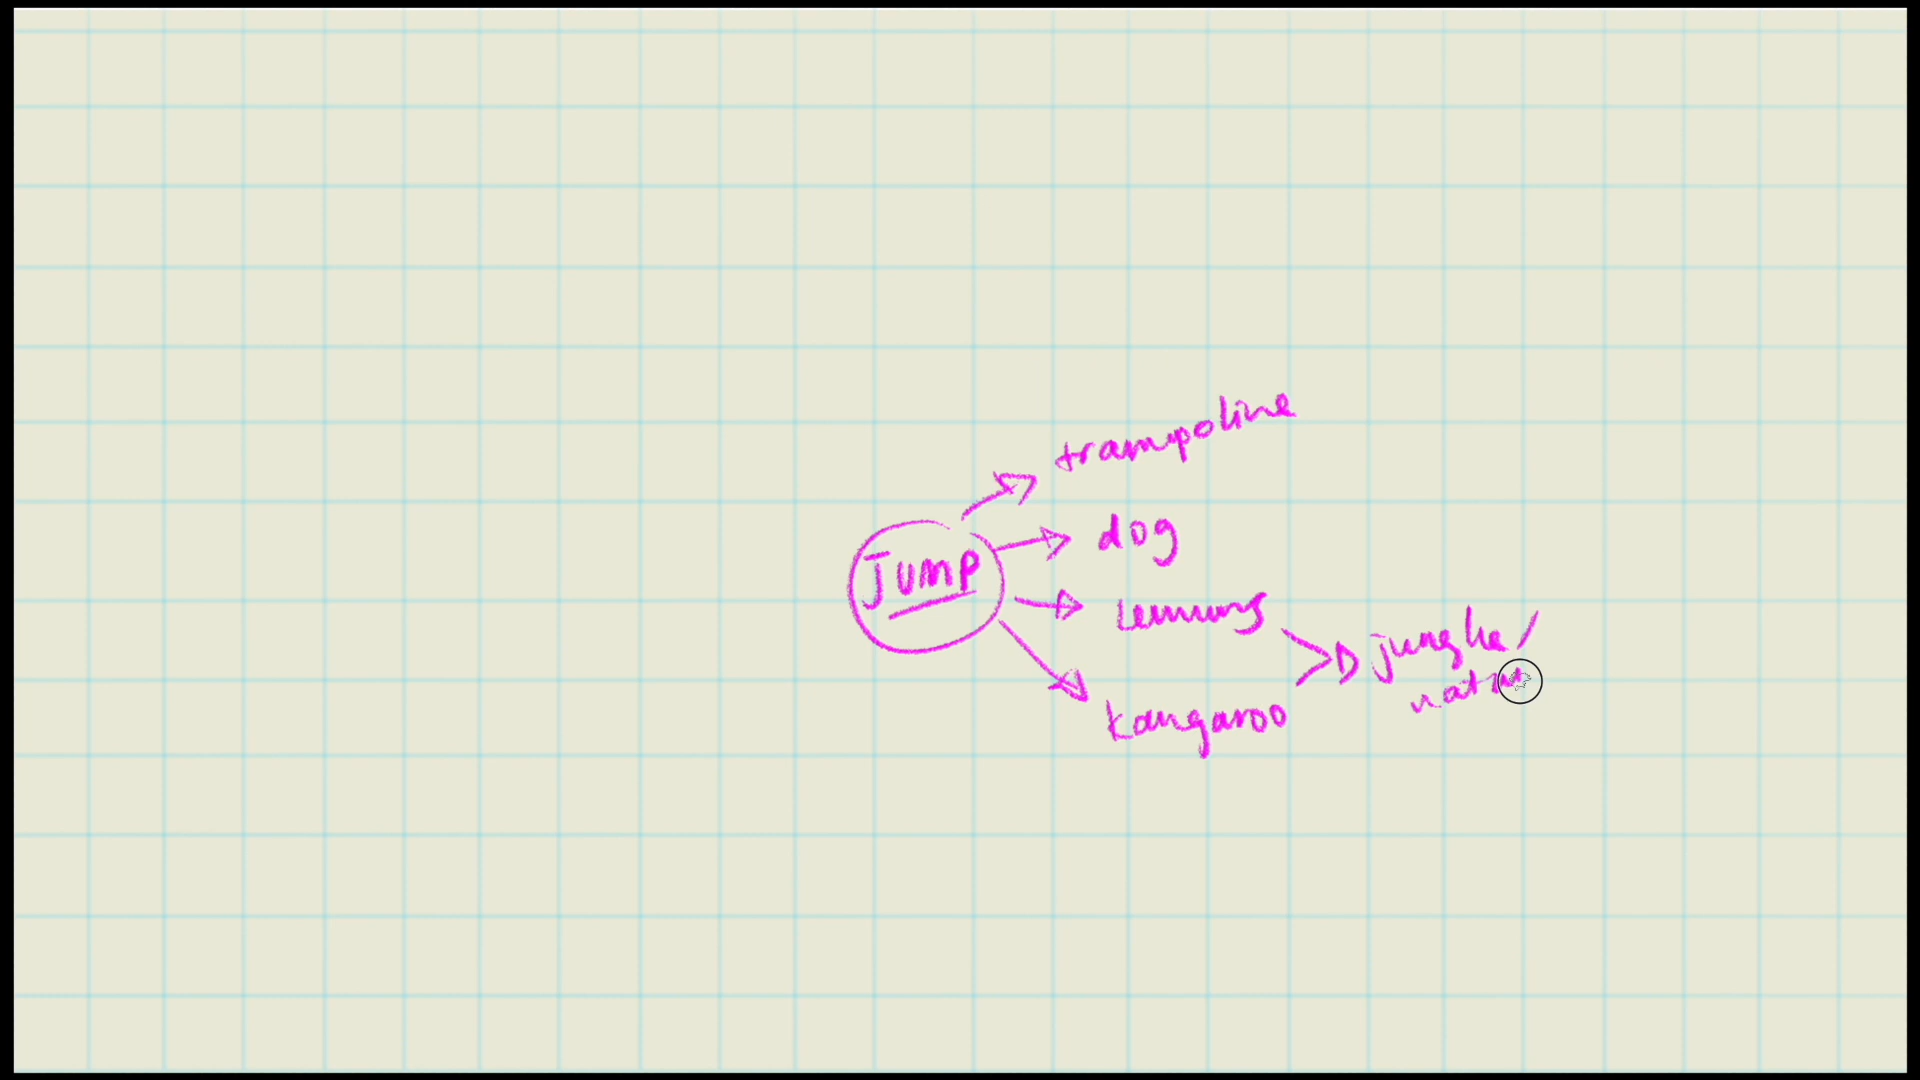 trampoline
dog
Jump
lemurs
jungle/
kangaroo